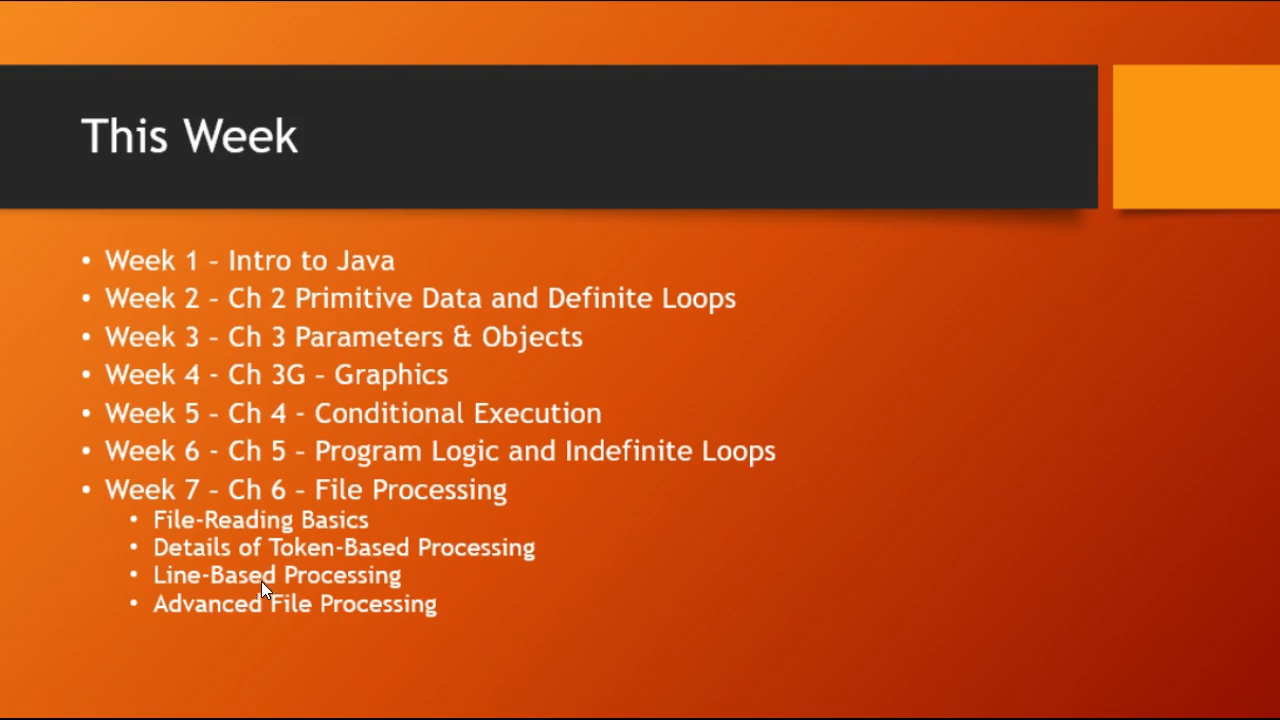 This Week
• Week 1 – Intro to Java
• Week 2 – Ch 2 Primitive Data and Definite Loops
• Week 3 – Ch 3 Parameters & Objects
• Week 4 - Ch 3G – Graphics
• Week 5 – Ch 4 - Conditional Execution
• Week 6 - Ch 5 – Program Logic and Indefinite Loops
• Week 7 – Ch 6 – File Processing
• File-Reading Basics
• Details of Token-Based Processing
• Line-Based Processing
• Advanced File Processing